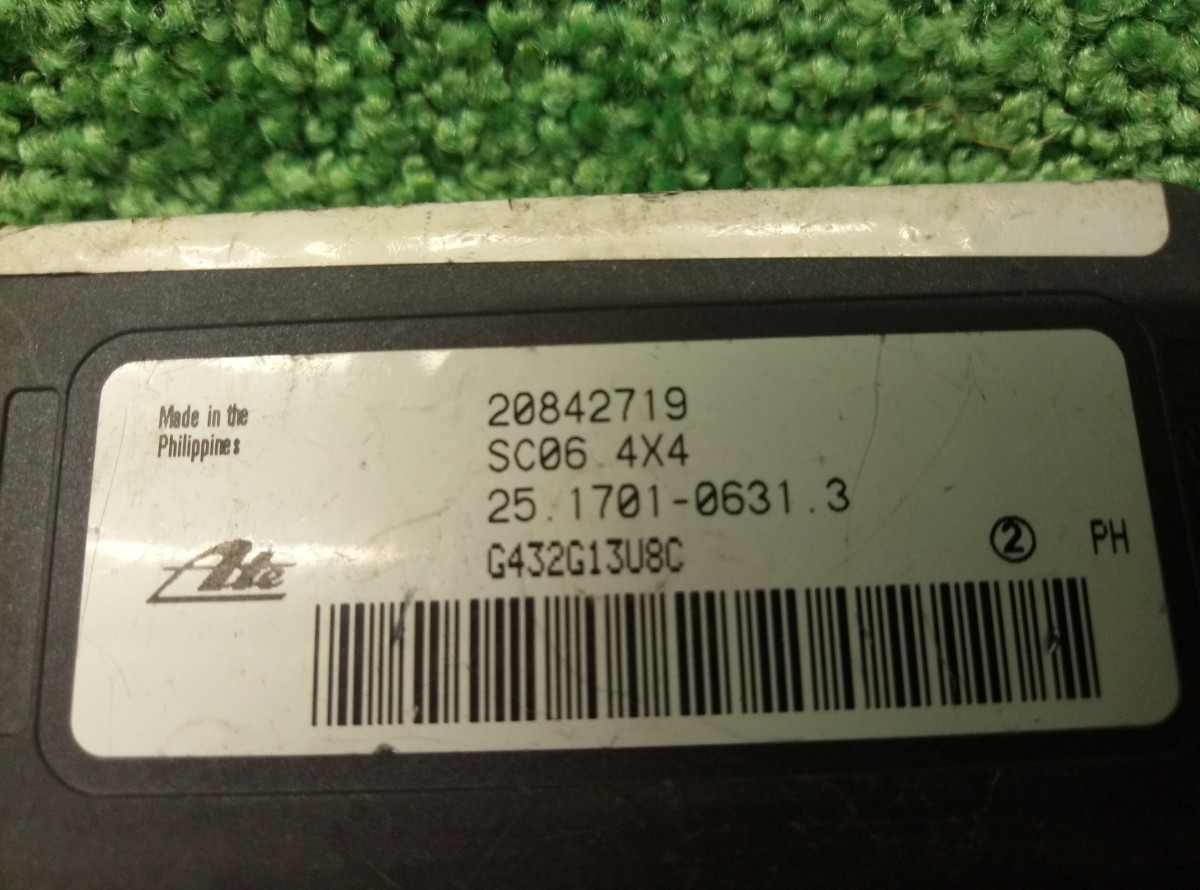 Made in the
Philippines
20842719
SC06 4X4
25.1701-0631.3
G432G13U8C
② PH
Ate